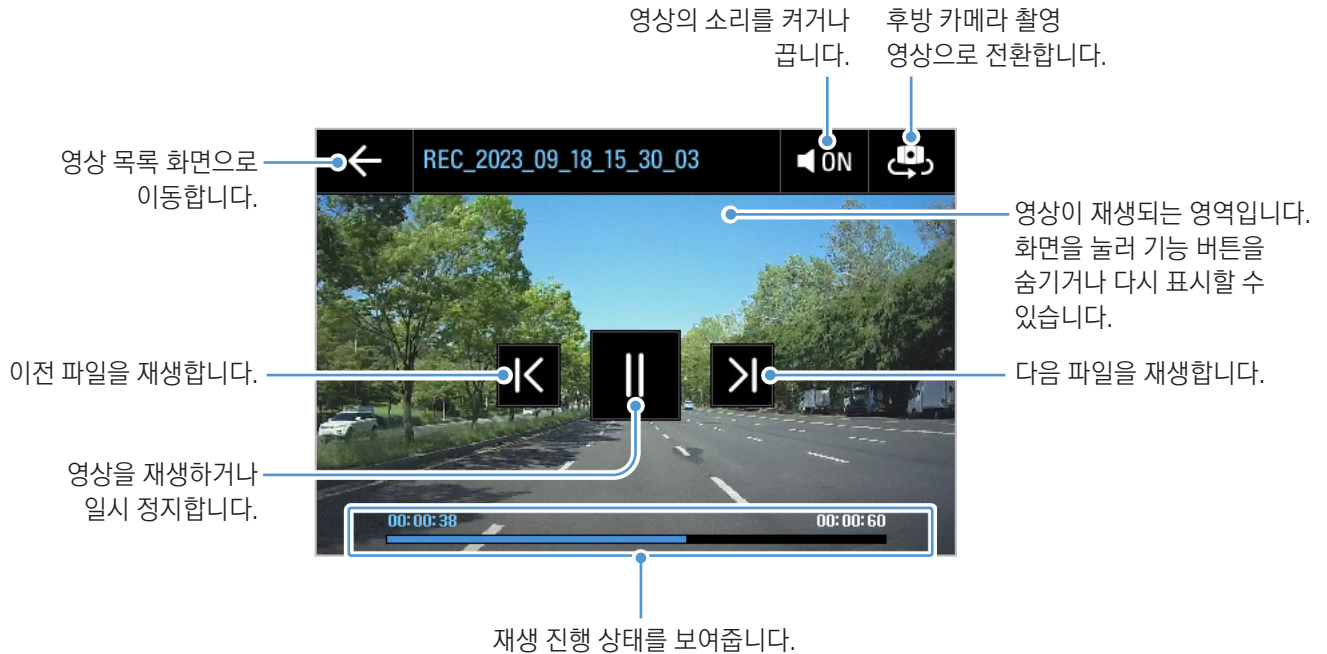 영상의 소리를 켜거나
끕니다.
후방 카메라 촬영
영상으로 전환합니다.
영상 목록 화면으로
이동합니다.
REC_2023_09_18_15_30_03
ON
영상이 재생되는 영역입니다.
화면을 눌러 기능 버튼을
숨기거나 다시 표시할 수
있습니다.
이전 파일을 재생합니다.
다음 파일을 재생합니다.
영상을 재생하거나
일시 정지합니다.
00:00:38
00:00:60
재생 진행 상태를 보여줍니다.